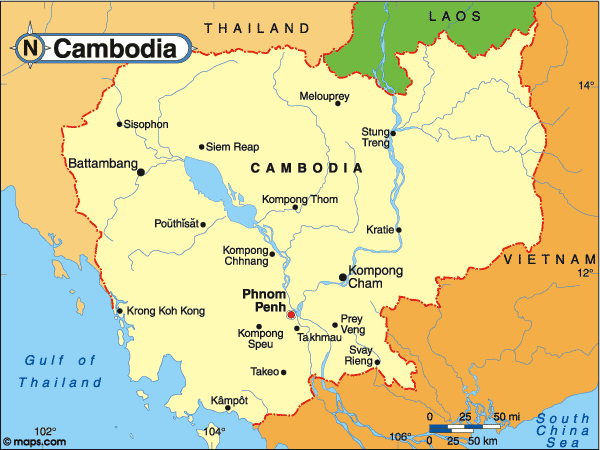 THAILAND
LAOS
N
Cambodia
14°
Melouprey
Sisophon
Stung
Treng
Siem Reap
Battambang
CAMBODIA
Kompong Thom
Poŭthĭsăt
Kratie
Kompong
Chhnang
VIETNAM
Kompong
Cham
12°
Phnom
Penh
Krong Koh Kong
Prey
Veng
Kompong
Speu
Takhmau
Svay
Rieng
Gulf of
Thailand
Takeo
Kâmpôt
0 25 50 mi
0 25 50 km
South
China
Sea
102°
104°
106°
© maps.com